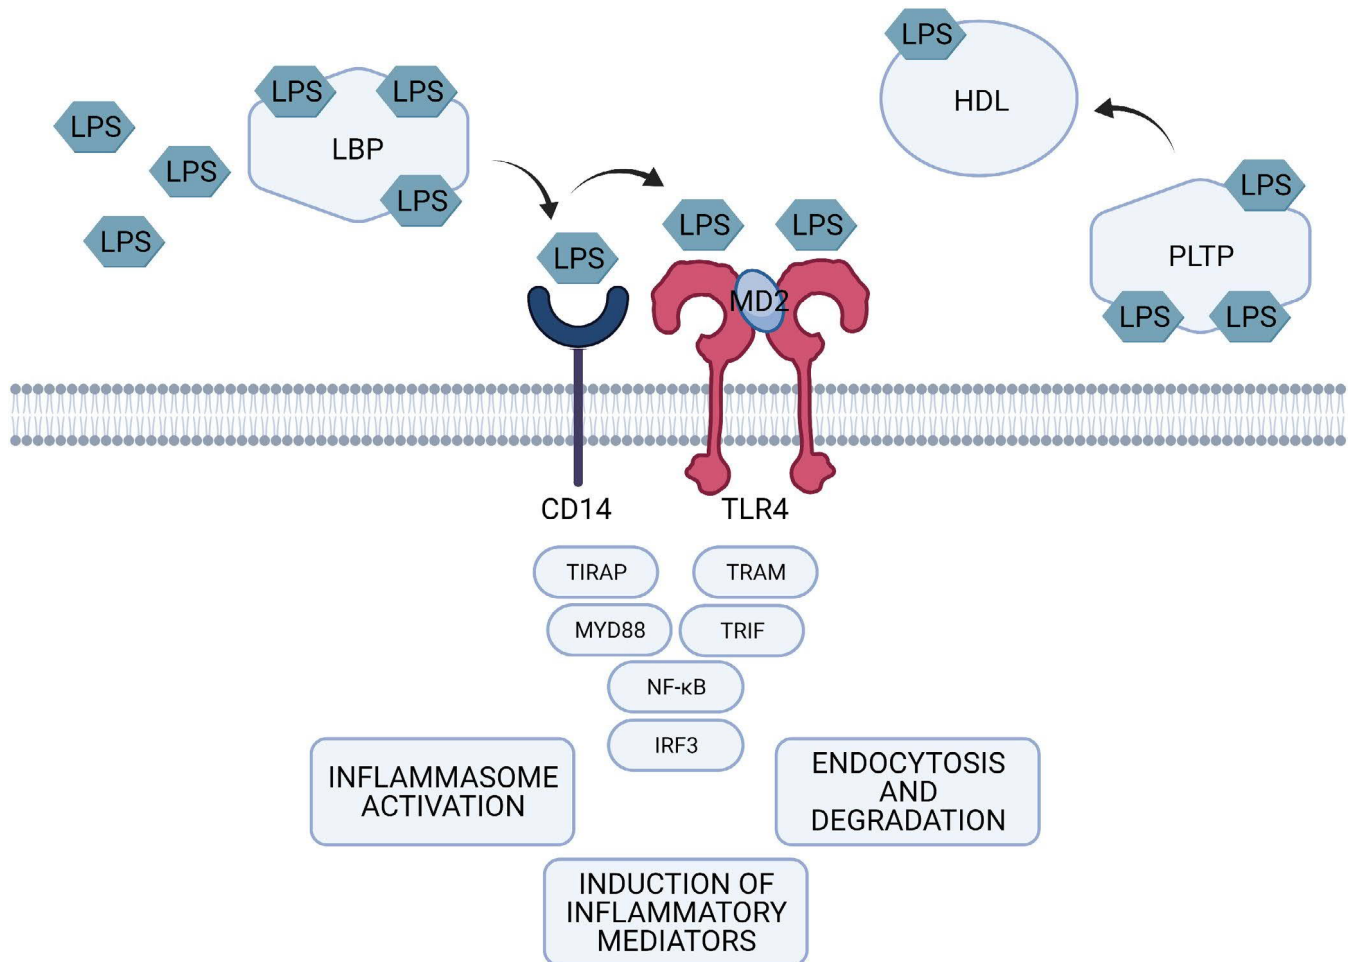 LPS
LPS
LPS
LPS
LPS
LBP
LPS
LPS
LPS
LPS
MD2
LPS
HDL
LPS
PLTP
LPS
LPS
CD14
TLR4
TIRAP
TRAM
MYD88
TRIF
NF-κB
IRF3
INFLAMMASOME
ACTIVATION
ENDOCYTOSIS
AND
DEGRADATION
INDUCTION OF
INFLAMMATORY
MEDIATORS